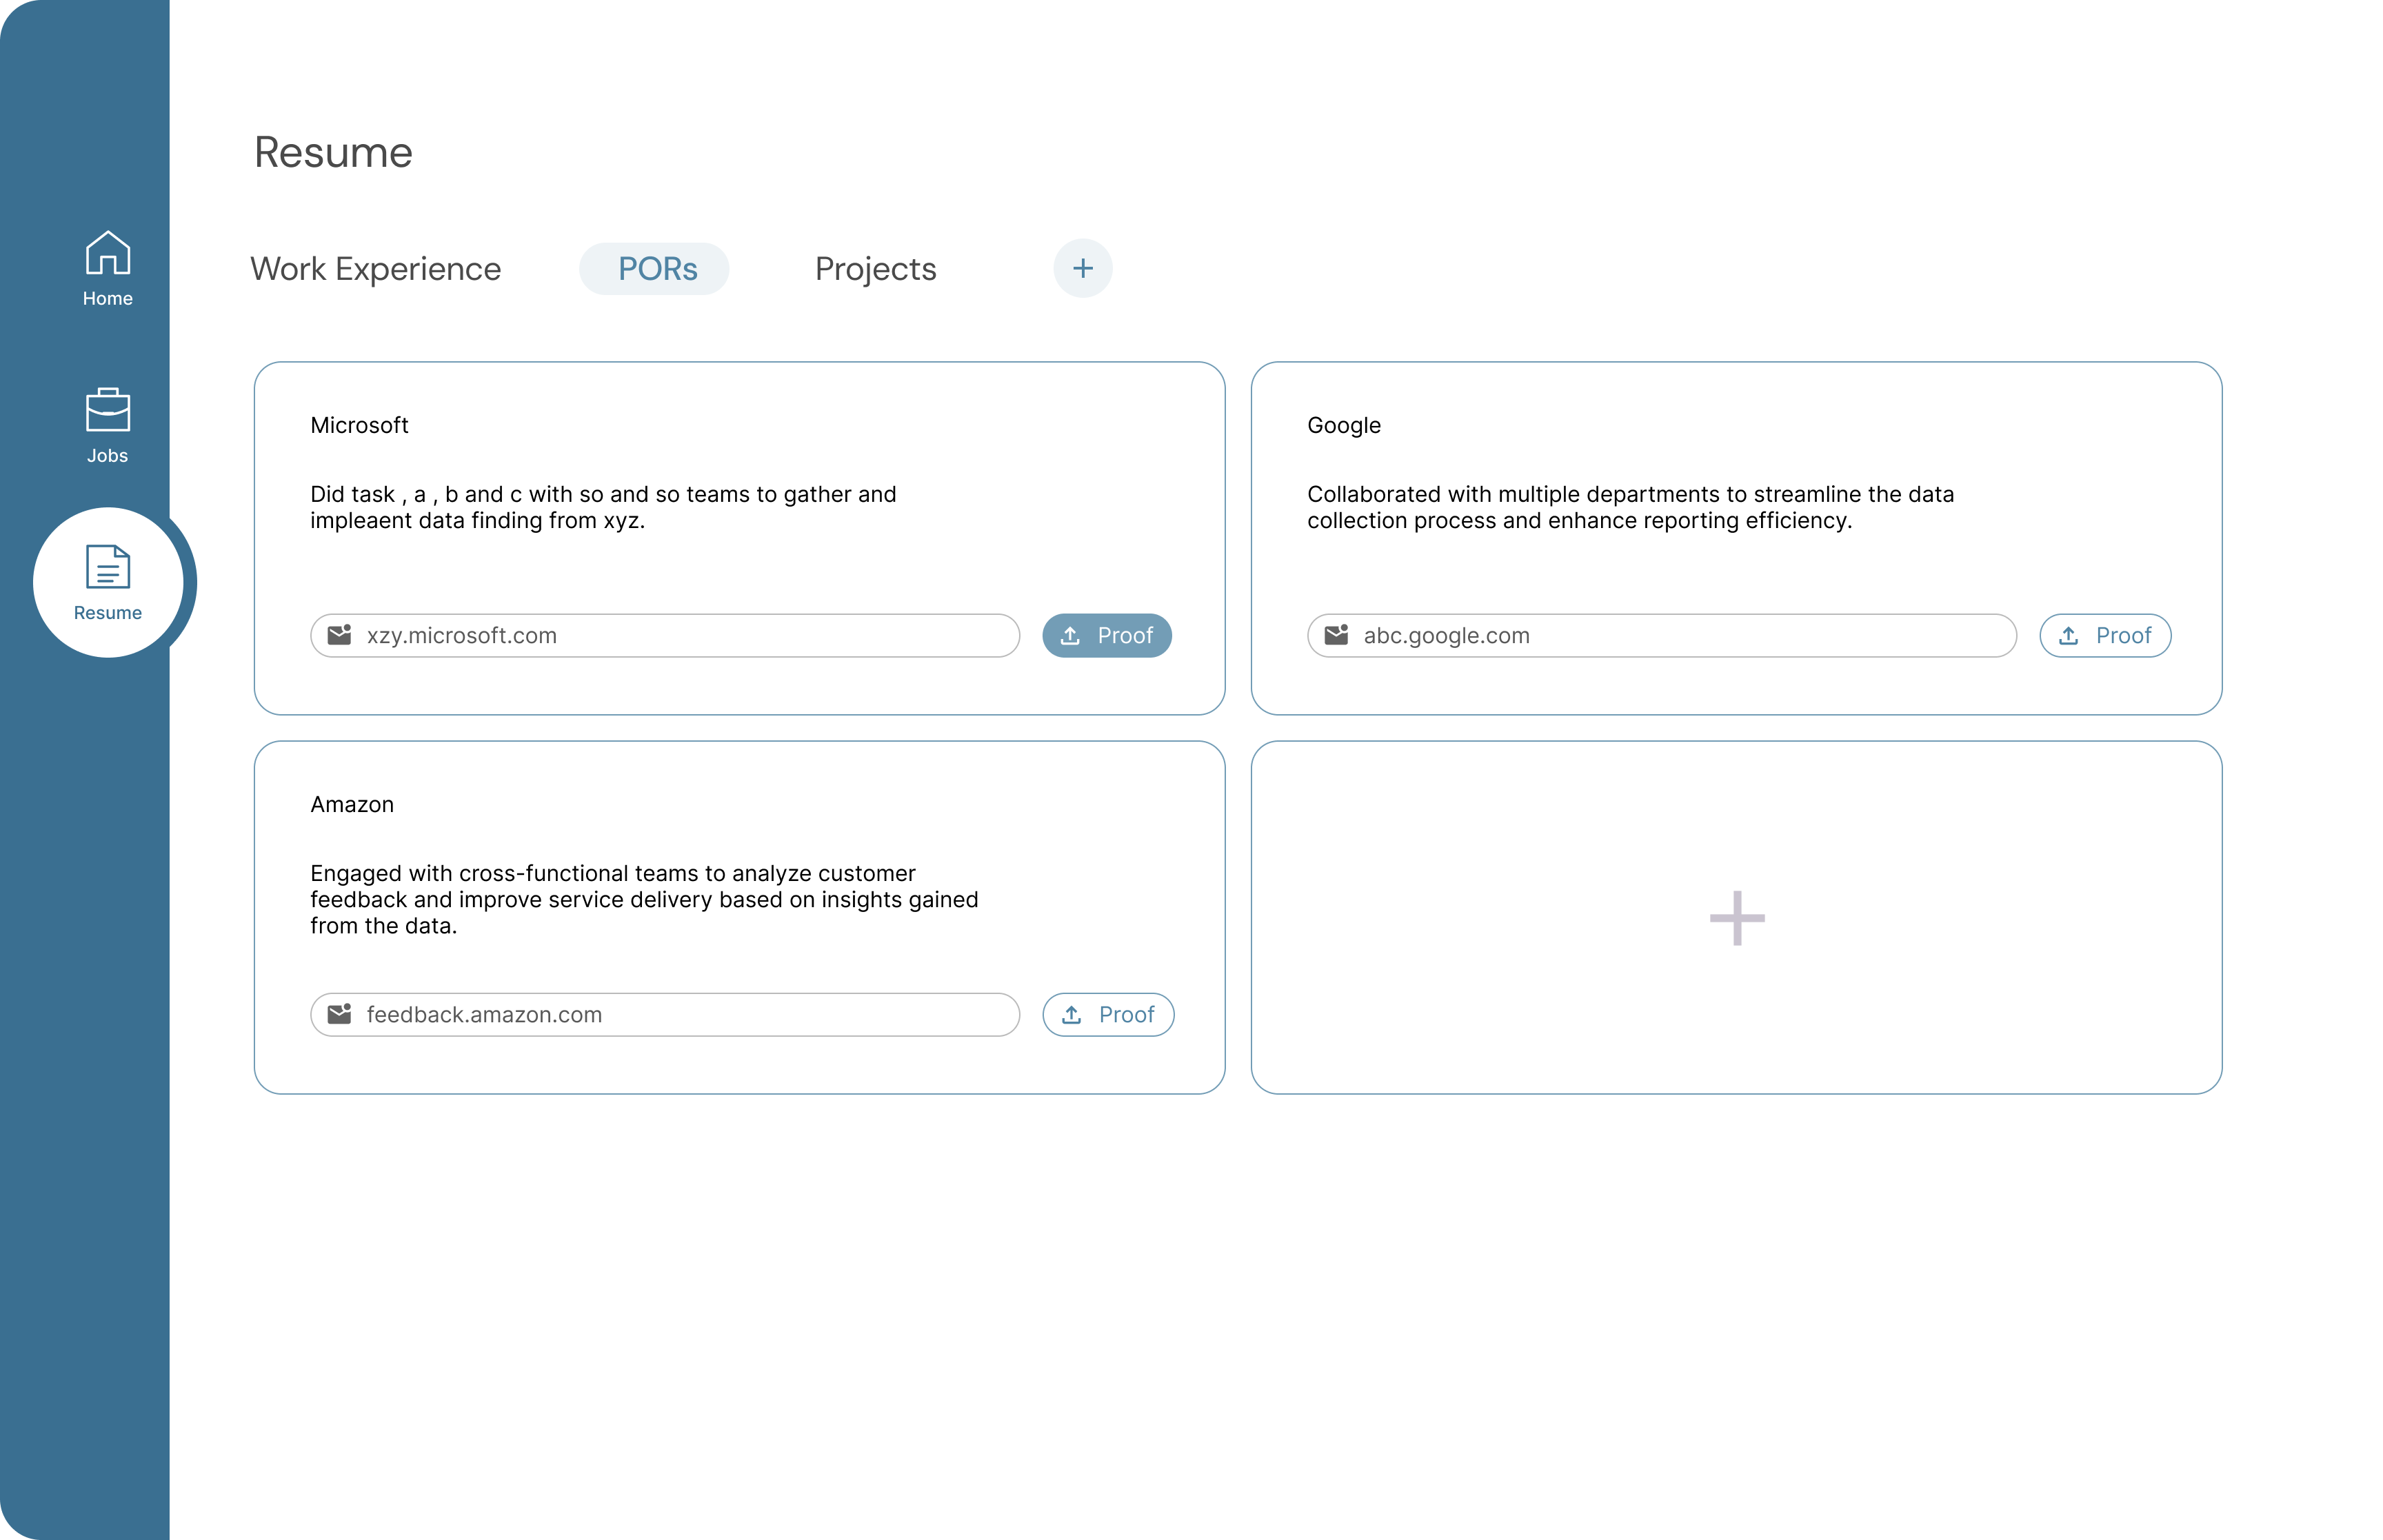 Resume
Work Experience
PORs
Projects
Home
Jobs
Resume
Microsoft
Did task , a , b and c with so and so teams to gather and
impleaent data finding from xyz.
xzy.microsoft.com
Proof
Google
Collaborated with multiple departments to streamline the data
collection process and enhance reporting efficiency.
abc.google.com
Proof
Amazon
Engaged with cross-functional teams to analyze customer
feedback and improve service delivery based on insights gained
from the data.
feedback.amazon.com
Proof